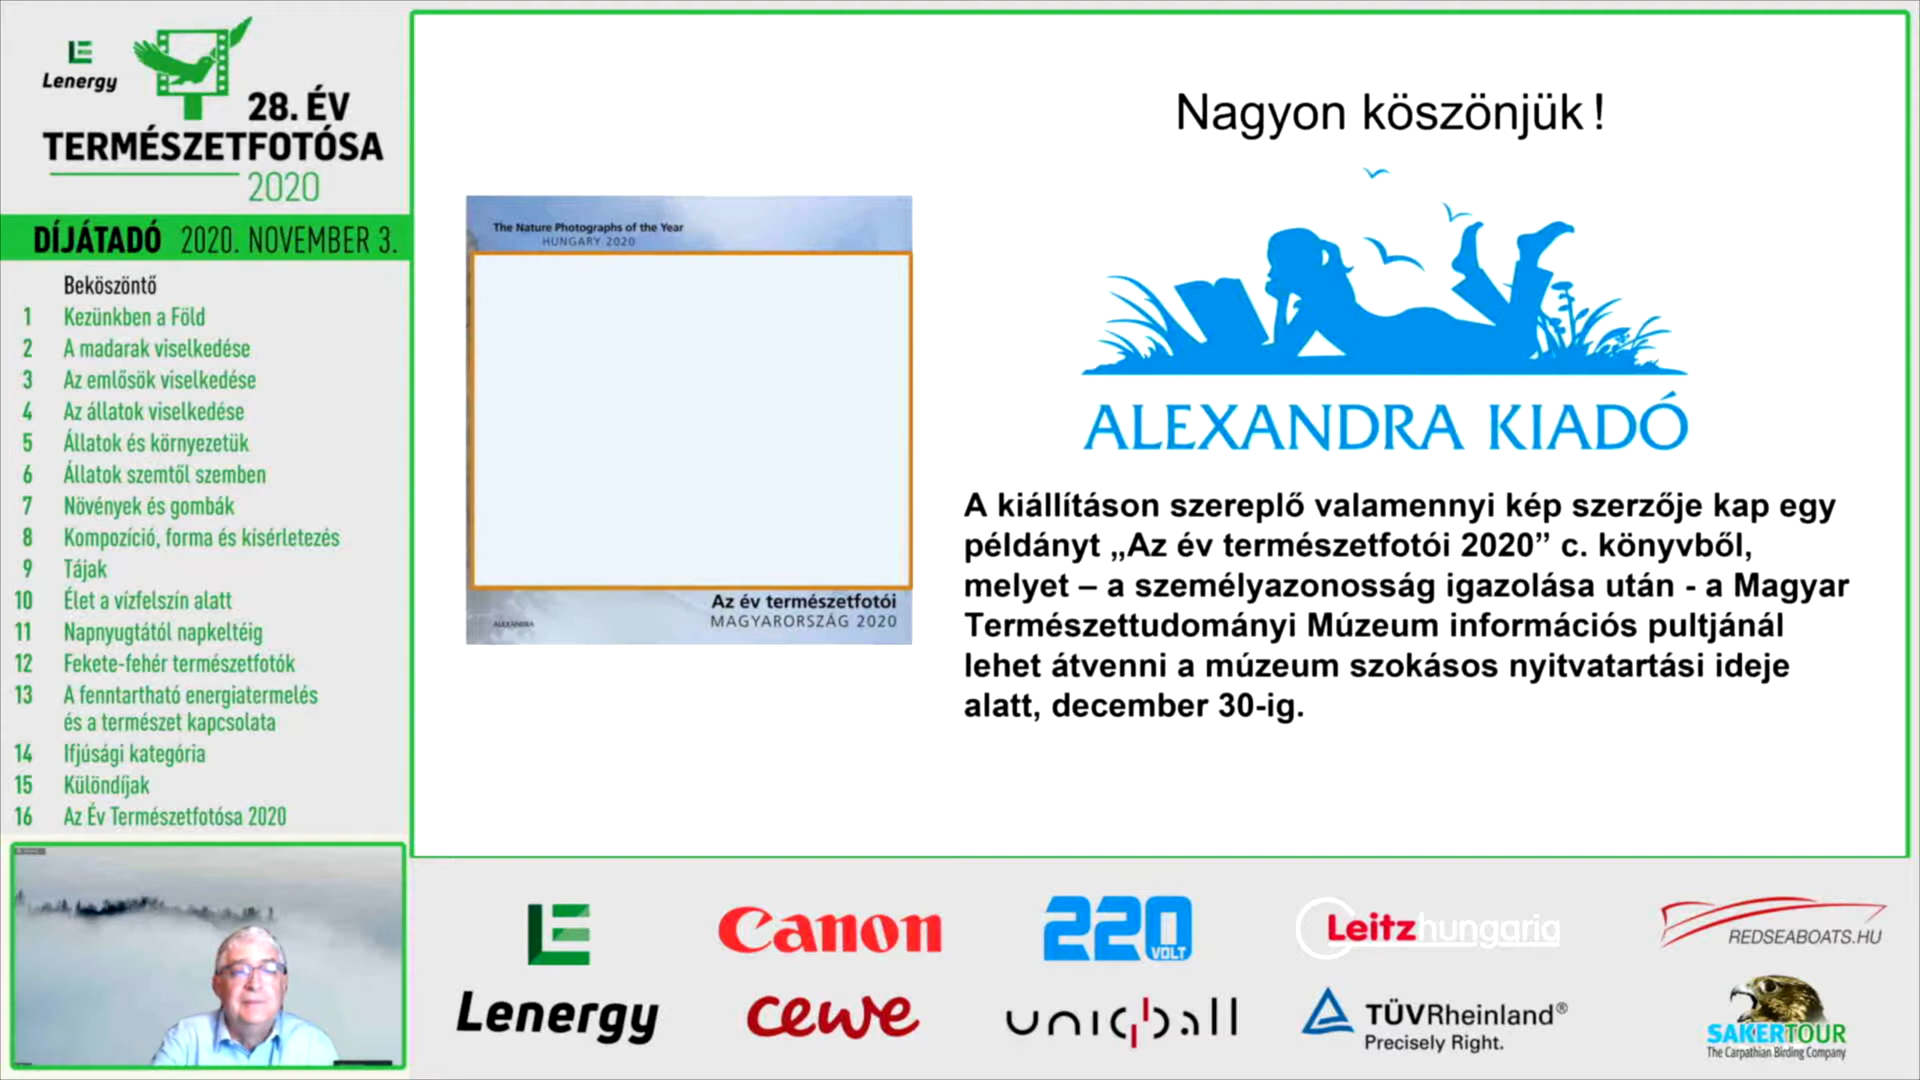 Lenergy
28. ÉV
TERMÉSZETFOTÓSA
2020
DÍJÁTADÓ 2020. NOVEMBER 3.
Beköszöntő
1 Kezünkben a Föld
2 A madarak viselkedése
3 Az emlősök viselkedése
4 Az állatok viselkedése
5 Állatok és környezetük
6 Állatok szemtől szemben
7 Növények és gombák
8 Kompozíció, forma és kísérletezés
9 Tájak
10 Élet a vízfelszín alatt
11 Napnyugtától napkeltéig
12 Fekete-fehér természetfotók
13 A fenntartható energiatermelés
és a természet kapcsolata
14 Ifjúsági kategória
15 Különdíjak
16 Az Év Természetfotósa 2020
The Nature Photographs of the Year
HUNGARY 2020
Az év természetfotói
MAGYARORSZÁG 2020
ALEXANDRA
Nagyon köszönjük !
ALEXANDRA KIADÓ
A kiállításon szereplő valamennyi kép szerzője kap egy
példányt „Az év természetfotói 2020” c. könyvből,
melyet – a személyazonosság igazolása után - a Magyar
Természettudományi Múzeum információs pultjánál
lehet átvenni a múzeum szokásos nyitvatartási ideje
alatt, december 30-ig.
Canon
220
VOLT
Leitz hungaria
REDSEABOATS.HU
Lenergy
cewe
uniqball
TÜVRheinland®
Precisely Right.
SAKERTOUR
The Carpathian Birding Company